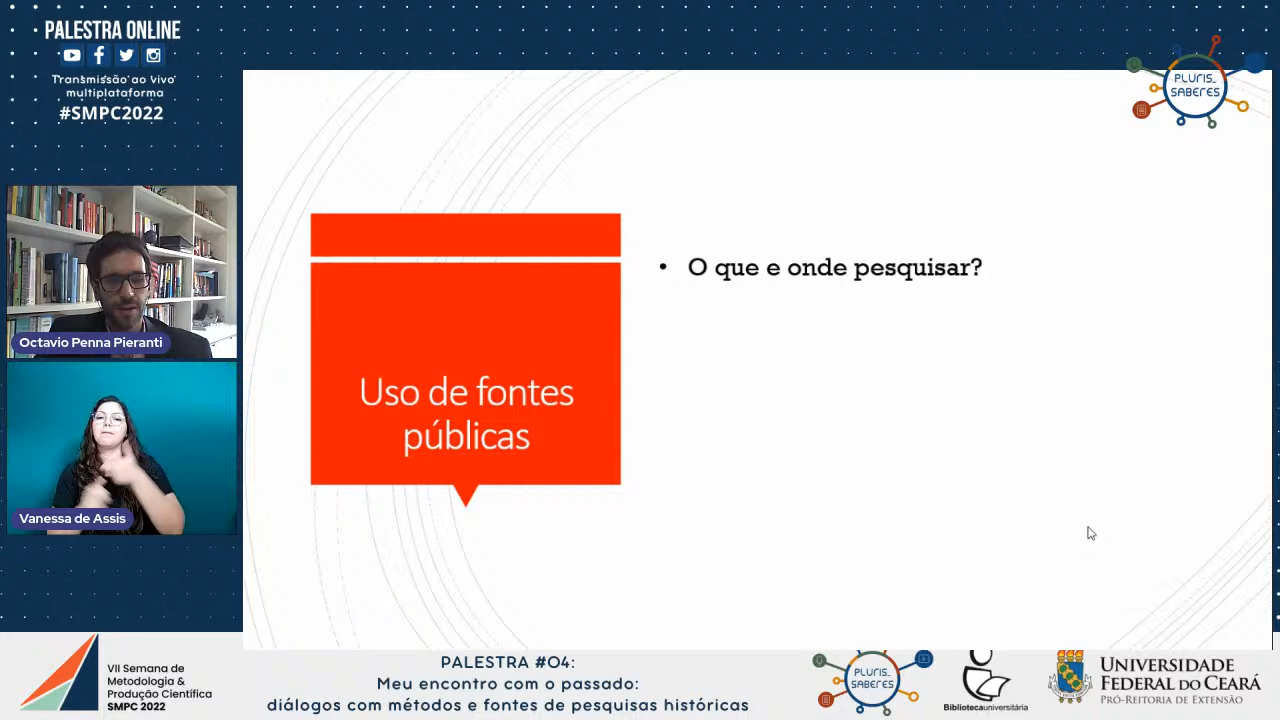 PALESTRA ONLINE
Transmissão ao vivo
multiplataforma
#SMPC2022
PLURIS_
SABERES
Octavio Penna Pieranti
Vanessa de Assis
Uso de fontes
públicas
• O que e onde pesquisar?
VII Semana de
Metodologia &
Produção Científica
SMPC 2022
PALESTRA #04:
Meu encontro com o passado:
diálogos com métodos e fontes de pesquisas históricas
PLURIS_
SABERES
Bibliotecauniversitária
UNIVERSIDADE
FEDERAL DO CEARÁ
PRÓ-REITORIA DE EXTENSÃO